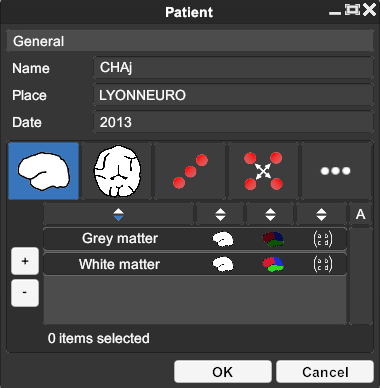 Patient
General
Name CHAj
Place LYONNEURO
Date 2013
A
Grey matter
White matter
+
-
0 items selected
OK Cancel